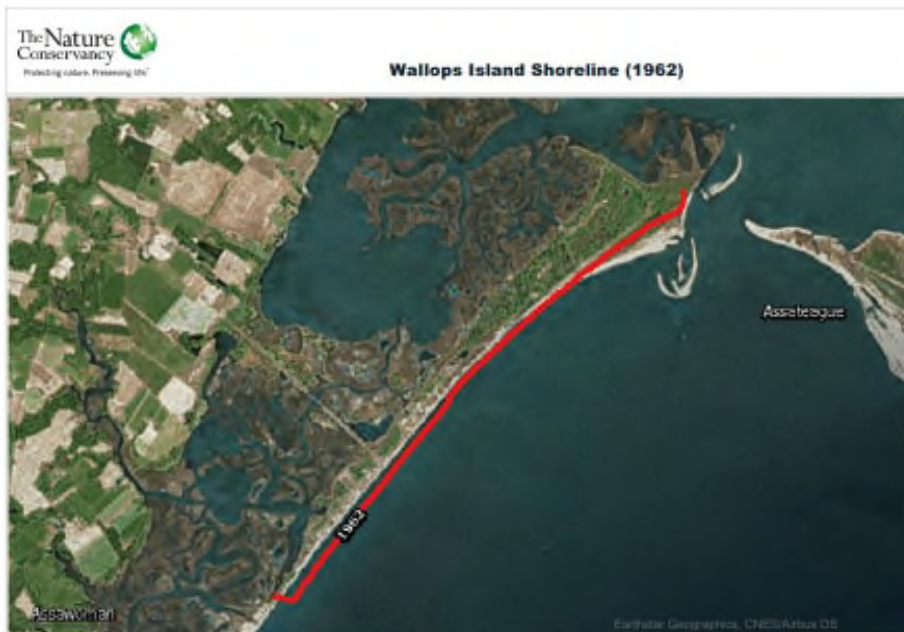 The Nature
Conservancy
Protecting nature. Preserving life.™
Wallops Island Shoreline (1962)
Assateague
1962
Assawoman
Earthstar Geographics, CNES/Airbus DS